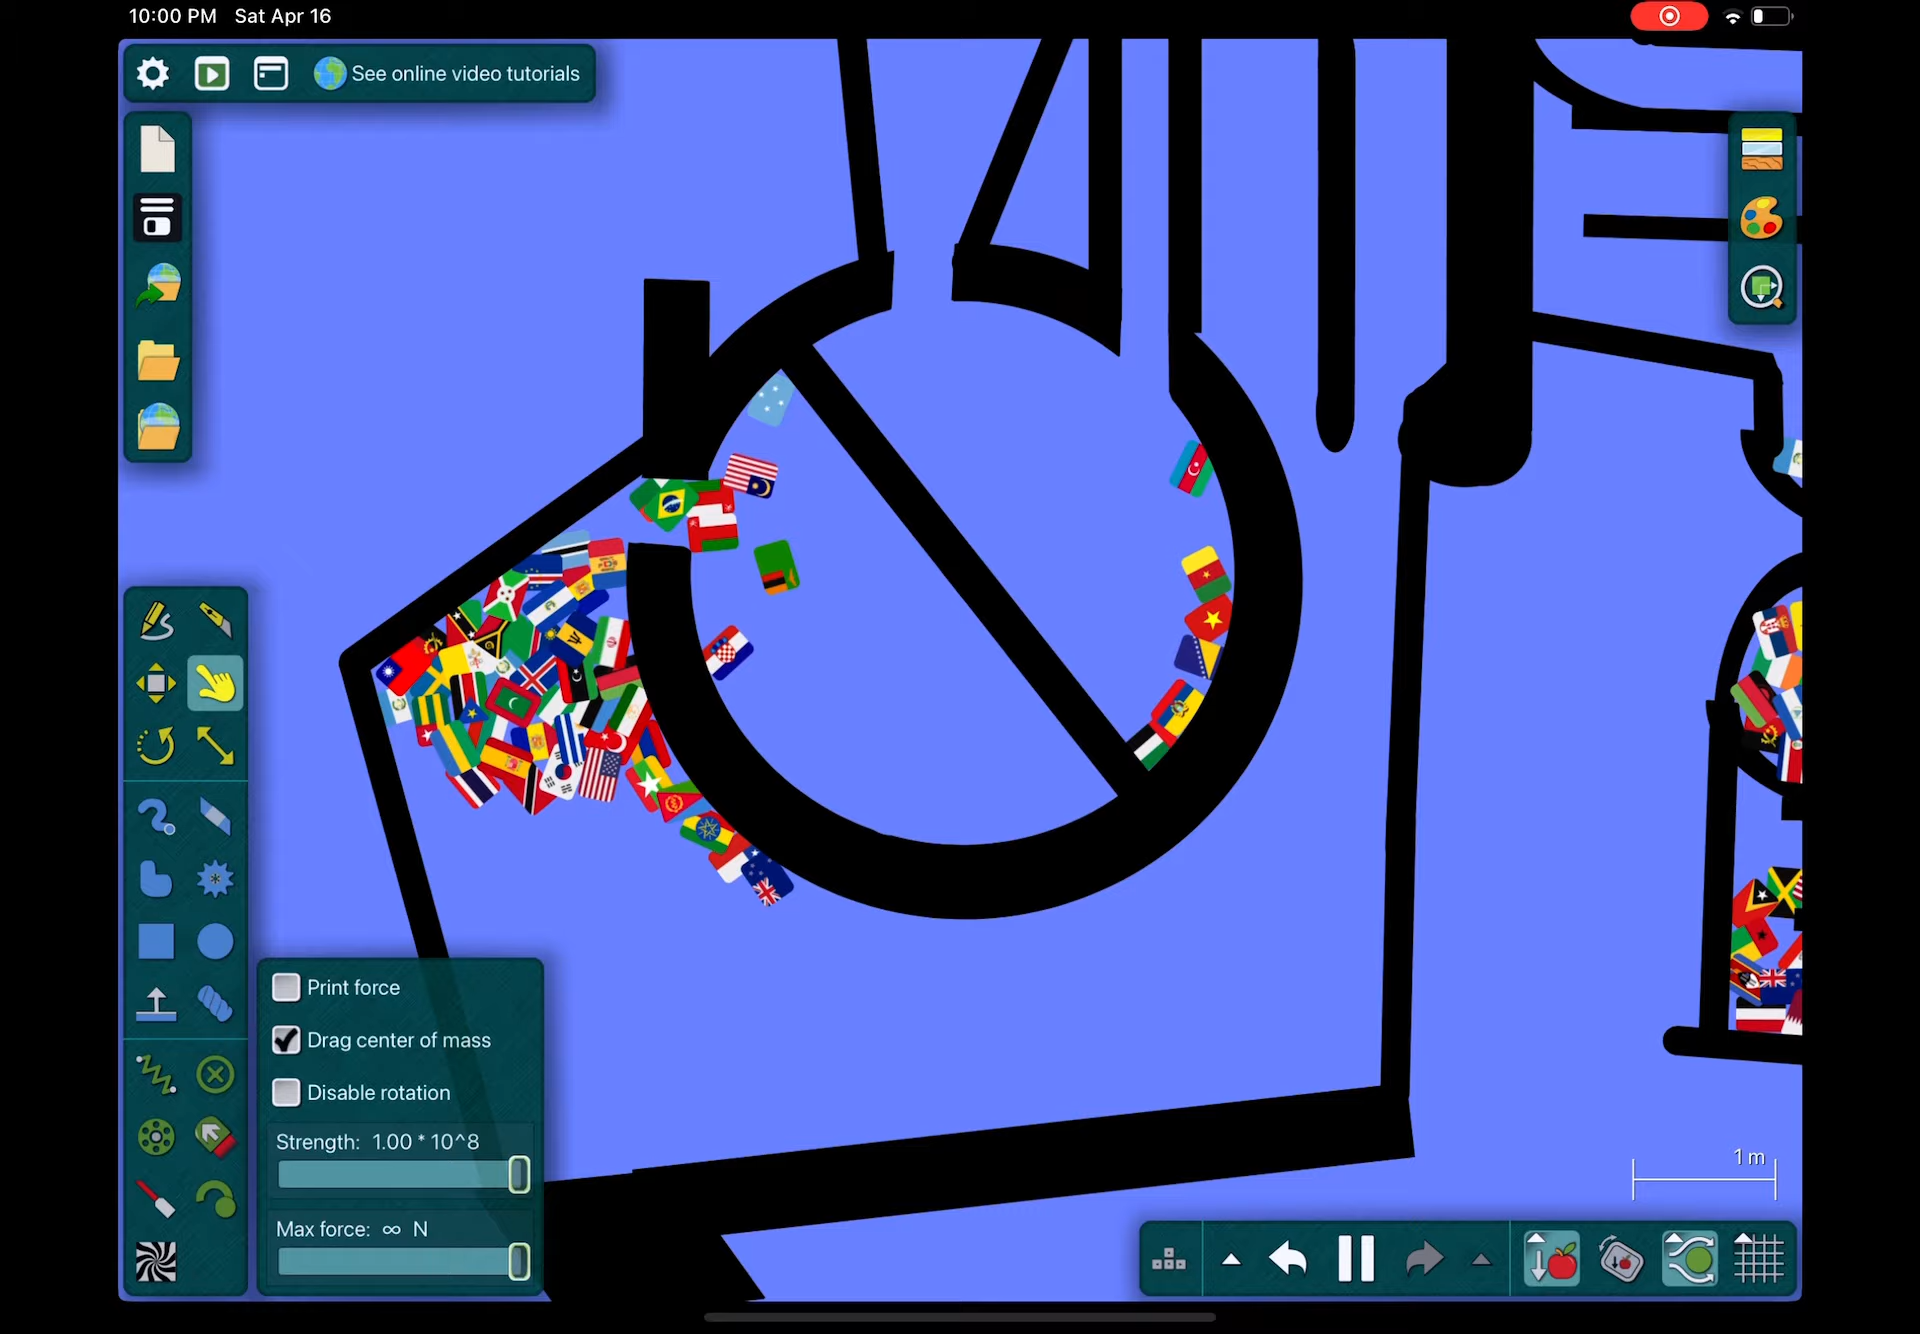 10:00 PM Sat Apr 16
See online video tutorials
Print force
Drag center of mass
Disable rotation
Strength: 1.00 * 10^8
Max force: ∞ N
1 m